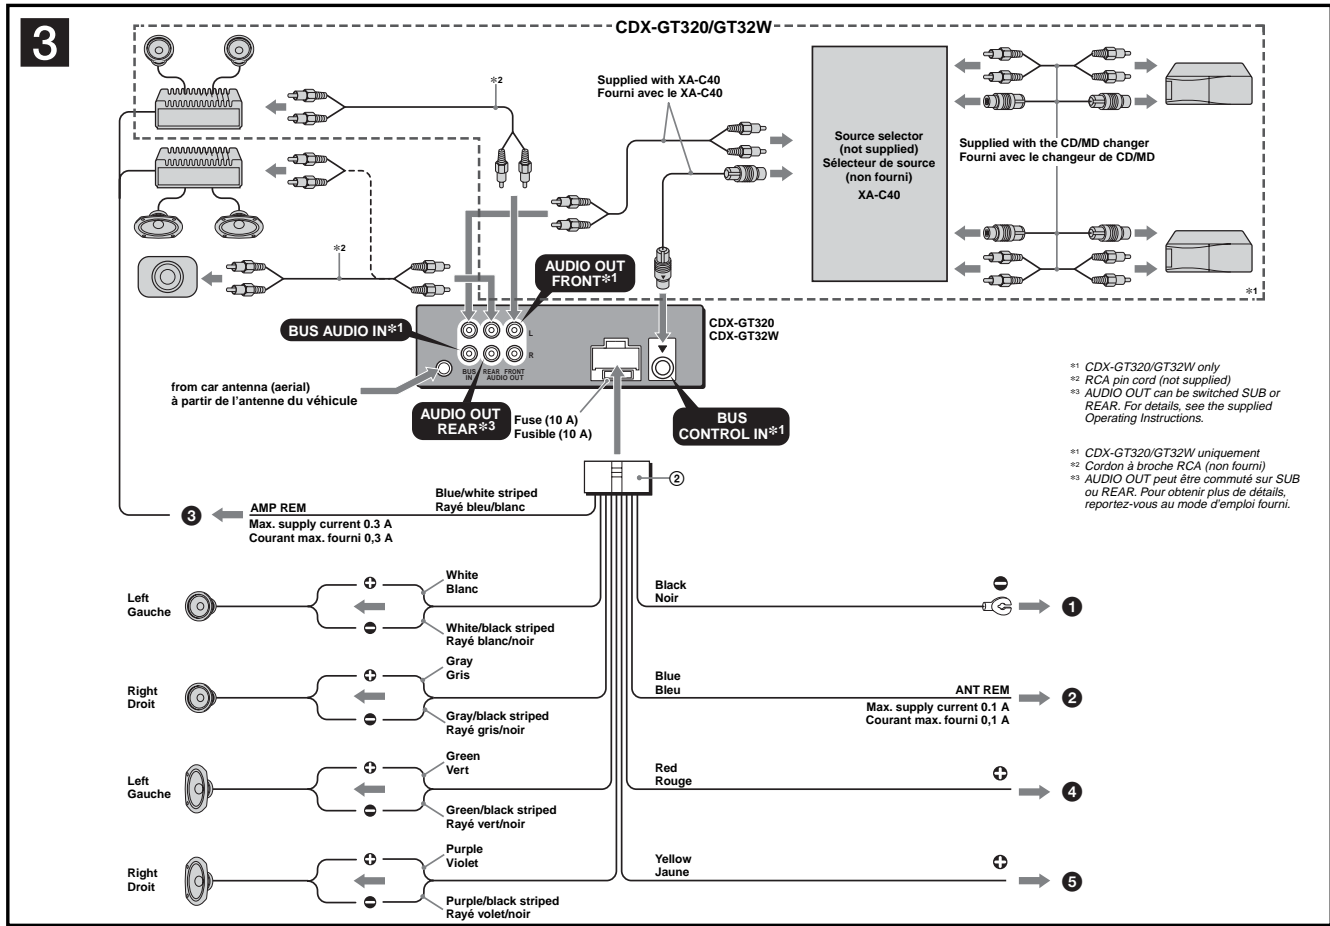 3
CDX-GT320/GT32W
*2
Supplied with XA-C40
Fourni avec le XA-C40
Source selector
(not supplied)
Sélecteur de source
(non fourni)
XA-C40
Supplied with the CD/MD changer
Fourni avec le changeur de CD/MD
*2
*1
AUDIO OUT
FRONT*1
BUS AUDIO IN*1
L
R
BUS IN
REAR FRONT
AUDIO OUT
CDX-GT320
CDX-GT32W
from car antenna (aerial)
à partir de l'antenne du véhicule
AUDIO OUT
REAR*3
Fuse (10 A)
Fusible (10 A)
BUS
CONTROL IN*1
*1 CDX-GT320/GT32W only
*2 RCA pin cord (not supplied)
*3 AUDIO OUT can be switched SUB or
REAR. For details, see the supplied
Operating Instructions.
*1 CDX-GT320/GT32W uniquement
*2 Cordon à broche RCA (non fourni)
*3 AUDIO OUT peut être commuté sur SUB
ou REAR. Pour obtenir plus de détails,
reportez-vous au mode d'emploi fourni.
②
❸
AMP REM
Blue/white striped
Rayé bleu/blanc
Max. supply current 0.3 A
Courant max. fourni 0,3 A
Left
Gauche
+
−
White
Blanc
White/black striped
Rayé blanc/noir
Black
Noir
−
❶
Right
Droit
+
−
Gray
Gris
Gray/black striped
Rayé gris/noir
Blue
Bleu
ANT REM
Max. supply current 0.1 A
Courant max. fourni 0,1 A
❷
Left
Gauche
+
−
Green
Vert
Green/black striped
Rayé vert/noir
Red
Rouge
+
❹
Right
Droit
+
−
Purple
Violet
Purple/black striped
Rayé volet/noir
Yellow
Jaune
+
❺